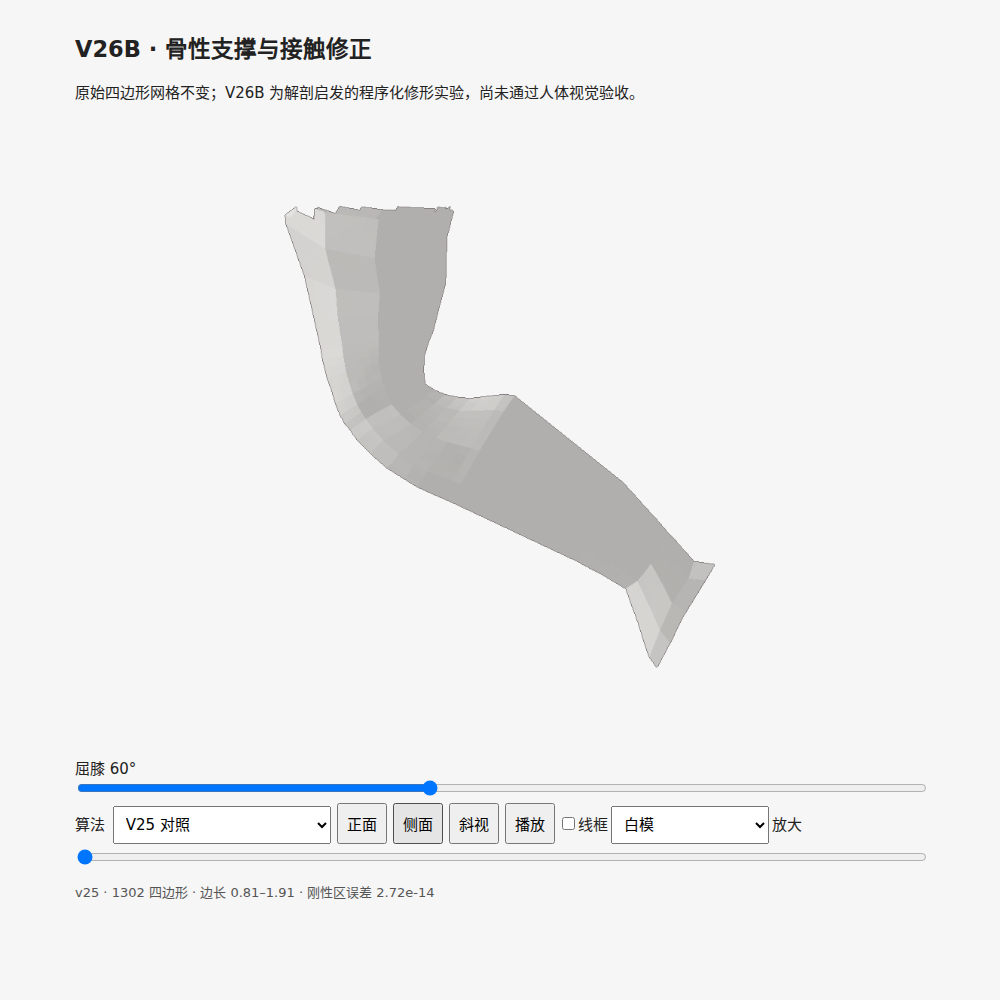 V26B · 骨性支撑与接触修正
原始四边形网格不变；V26B 为解剖启发的程序化修形实验，尚未通过人体视觉验收。
屈膝 60°
算法 V25 对照 正面 侧面 斜视 播放 线框 白模 放大
v25 · 1302 四边形 · 边长 0.81–1.91 · 刚性区误差 2.72e-14